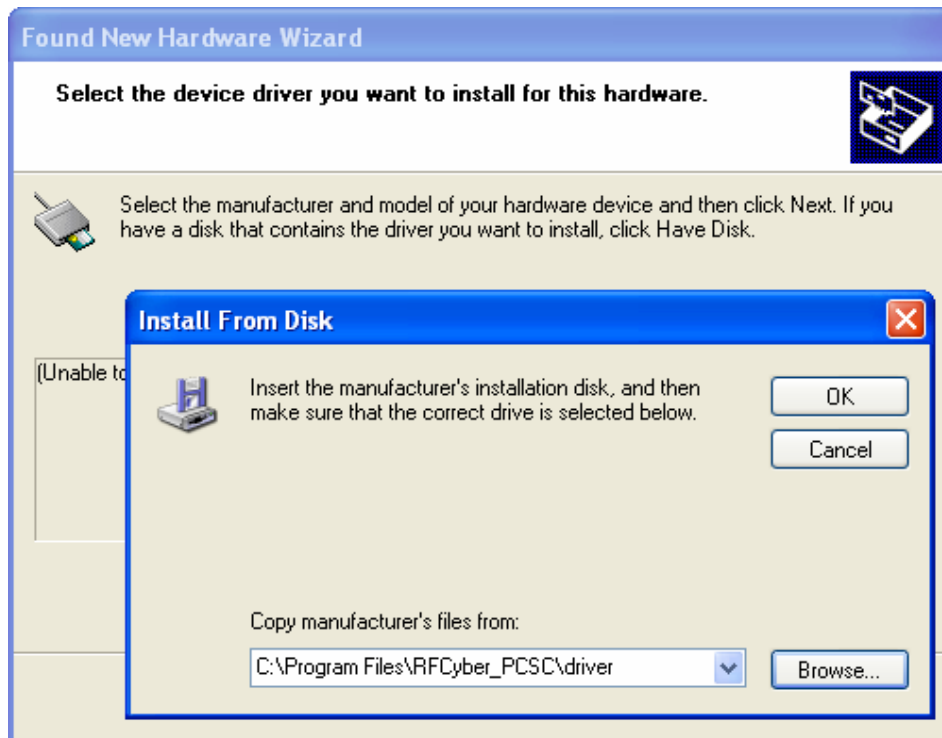 Found New Hardware Wizard
Select the device driver you want to install for this hardware.
Select the manufacturer and model of your hardware device and then click Next. If you
have a disk that contains the driver you want to install, click Have Disk.
Install From Disk
(Unable to
Insert the manufacturer's installation disk, and then
make sure that the correct drive is selected below.
OK
Cancel
Copy manufacturer's files from:
C:\Program Files\RFCyber_PCSC\driver
Browse...